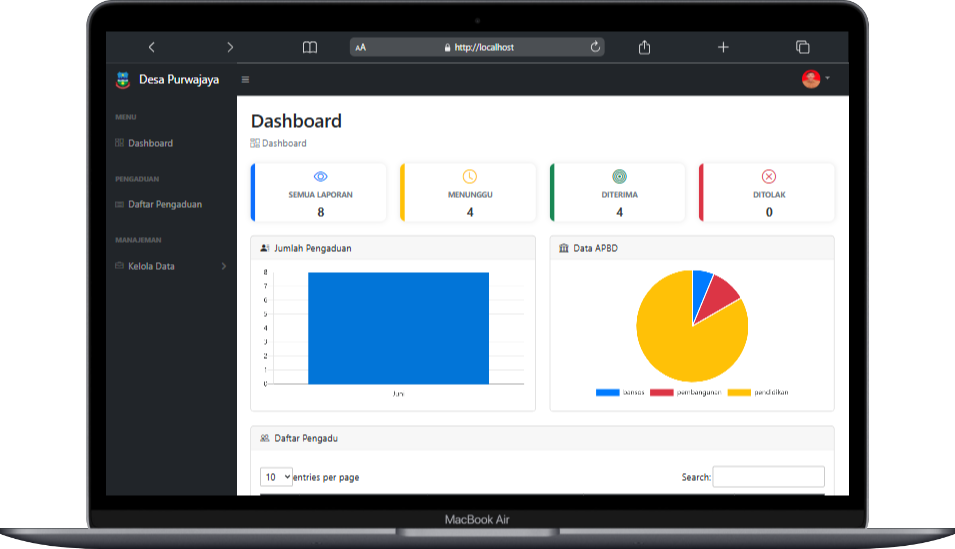 AA
http://localhost
Desa Purwajaya
MENU
Dashboard
PENGADUAN
Daftar Pengaduan
MANAJEMAN
Kelola Data
Dashboard
Dashboard
SEMUA LAPORAN
8
MENUNGGU
4
DITERIMA
4
DITOLAK
0
Jumlah Pengaduan
8
7
6
5
4
3
2
1
0
Juni
Data APBD
bansos
pembangunan
pendidikan
Daftar Pengadu
10 entries per page
Search:
MacBook Air